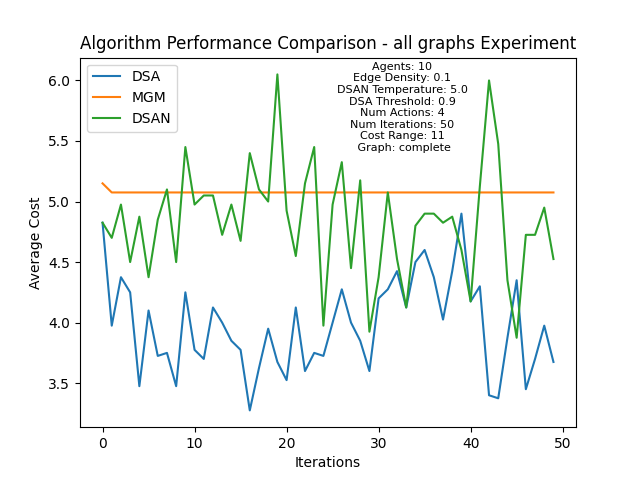 Algorithm Performance Comparison - all graphs Experiment
DSA
MGM
DSAN
Agents: 10
Edge Density: 0.1
DSAN Temperature: 5.0
DSA Threshold: 0.9
Num Actions: 4
Num Iterations: 50
Cost Range: 11
Graph: complete
Average Cost
6.0
5.5
5.0
4.5
4.0
3.5
0 10 20 30 40 50
Iterations